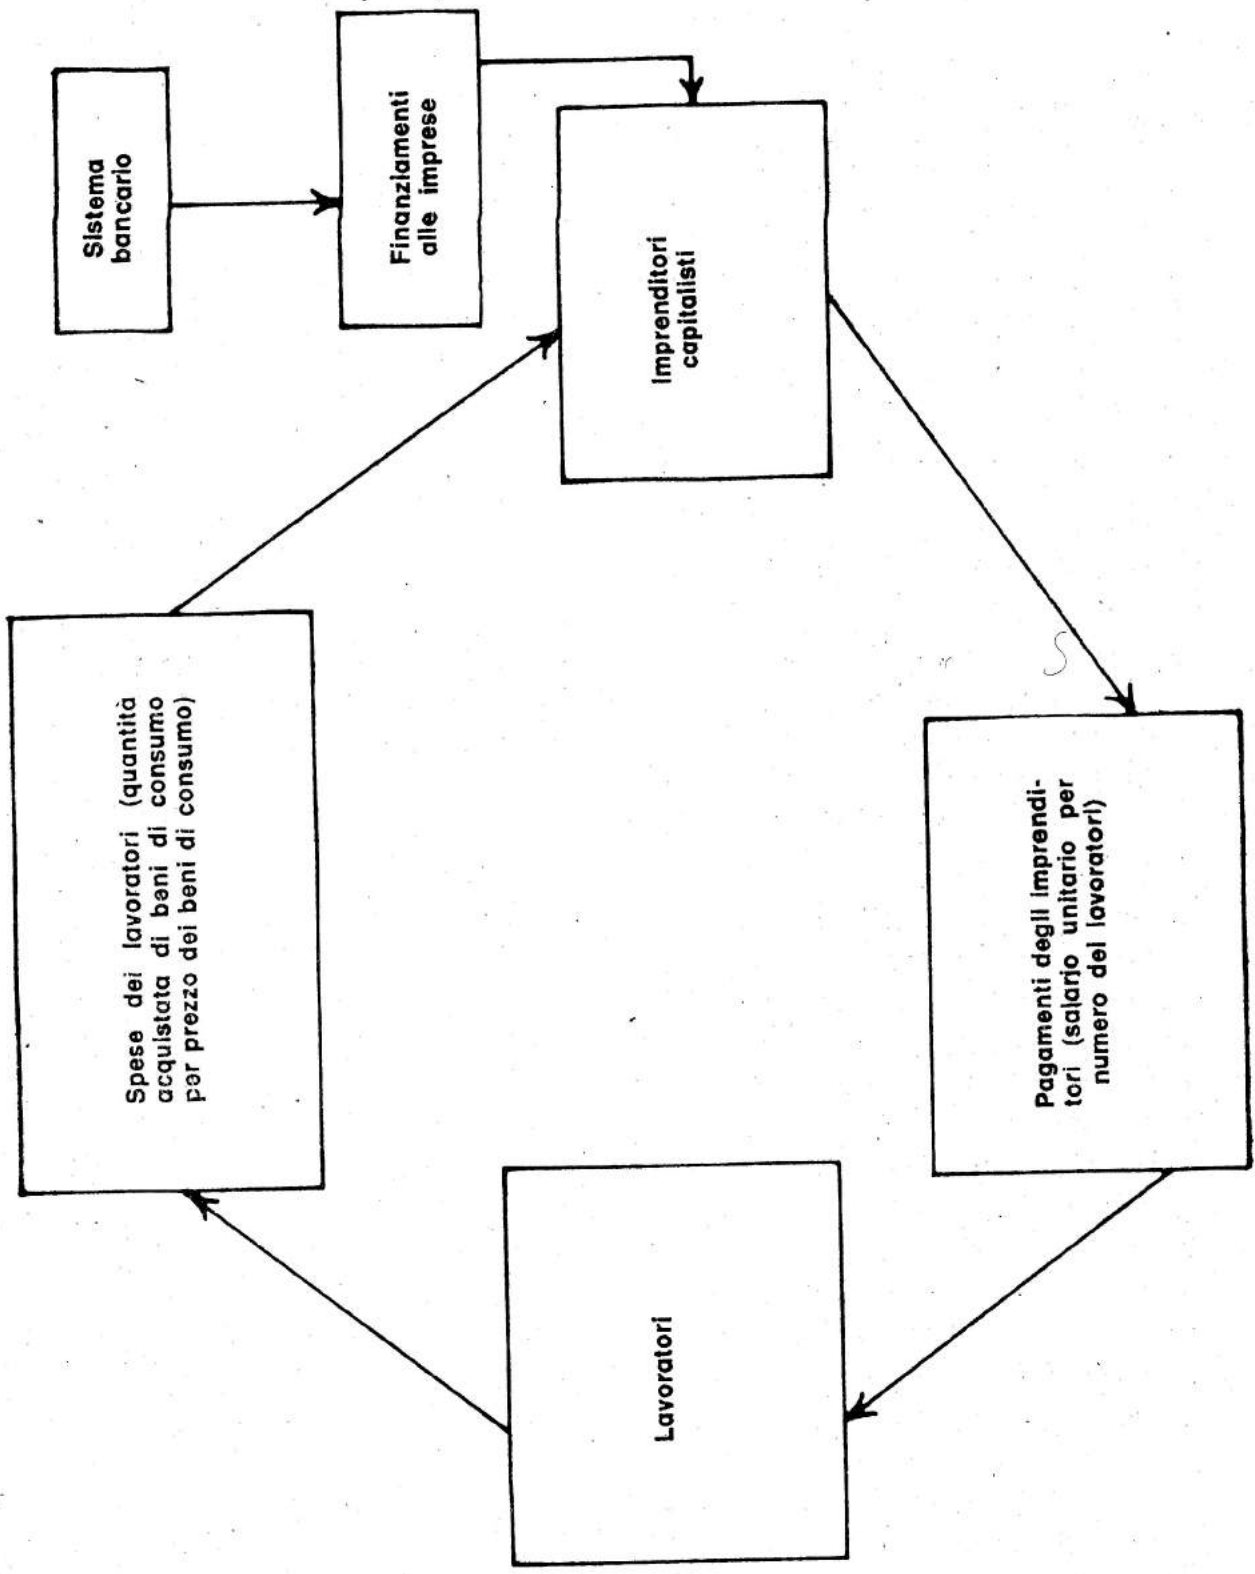 Sistema
bancario
Finanziamenti
alle imprese
Imprenditori
capitalisti
Spese dei lavoratori (quantità
acquistata di beni di consumo
per prezzo dei beni di consumo)
Pagamenti degli imprendi-
tori (salario unitario per
numero dei lavoratori)
Lavoratori